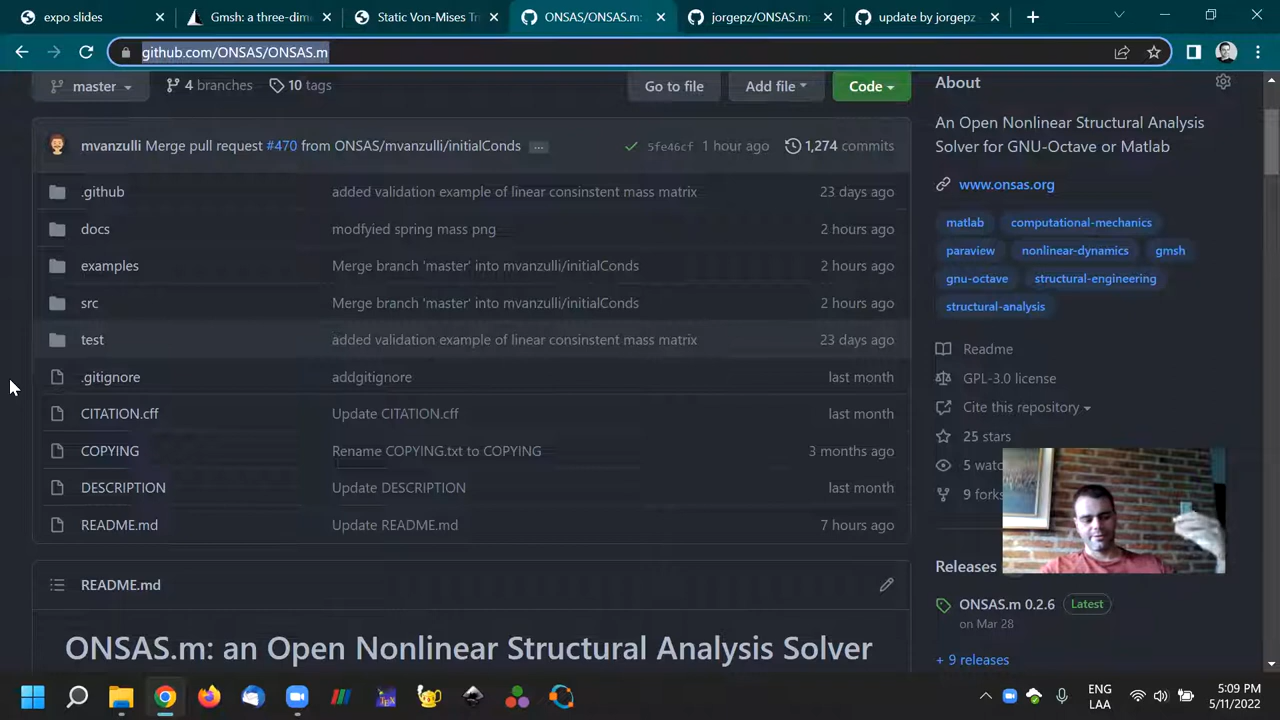 expo slides
Gmsh: a three-dim
Static Von-Mises Tr
ONSAS/ONSAS.m:
jorgepz/ONSAS.m:
update by jorgepz
github.com/ONSAS/ONSAS.m
master
4 branches
10 tags
Go to file
Add file
Code
mvanzulli Merge pull request #470 from ONSAS/mvanzulli/initialConds ...
5fe46cf 1 hour ago
1,274 commits
.github
added validation example of linear consinstent mass matrix
23 days ago
docs
modfyied spring mass png
2 hours ago
examples
Merge branch 'master' into mvanzulli/initialConds
2 hours ago
src
Merge branch 'master' into mvanzulli/initialConds
2 hours ago
test
added validation example of linear consinstent mass matrix
23 days ago
.gitignore
addgitignore
last month
CITATION.cff
Update CITATION.cff
last month
COPYING
Rename COPYING.txt to COPYING
3 months ago
DESCRIPTION
Update DESCRIPTION
last month
README.md
Update README.md
7 hours ago
README.md
ONSAS.m: an Open Nonlinear Structural Analysis Solver
About
An Open Nonlinear Structural Analysis
Solver for GNU-Octave or Matlab
www.onsas.org
matlab
computational-mechanics
paraview
nonlinear-dynamics
gmsh
gnu-octave
structural-engineering
structural-analysis
Readme
GPL-3.0 license
Cite this repository
25 stars
5 watc
9 forks
Releases
ONSAS.m 0.2.6
Latest
on Mar 28
+ 9 releases
ENG
LAA
5:09 PM
5/11/2022